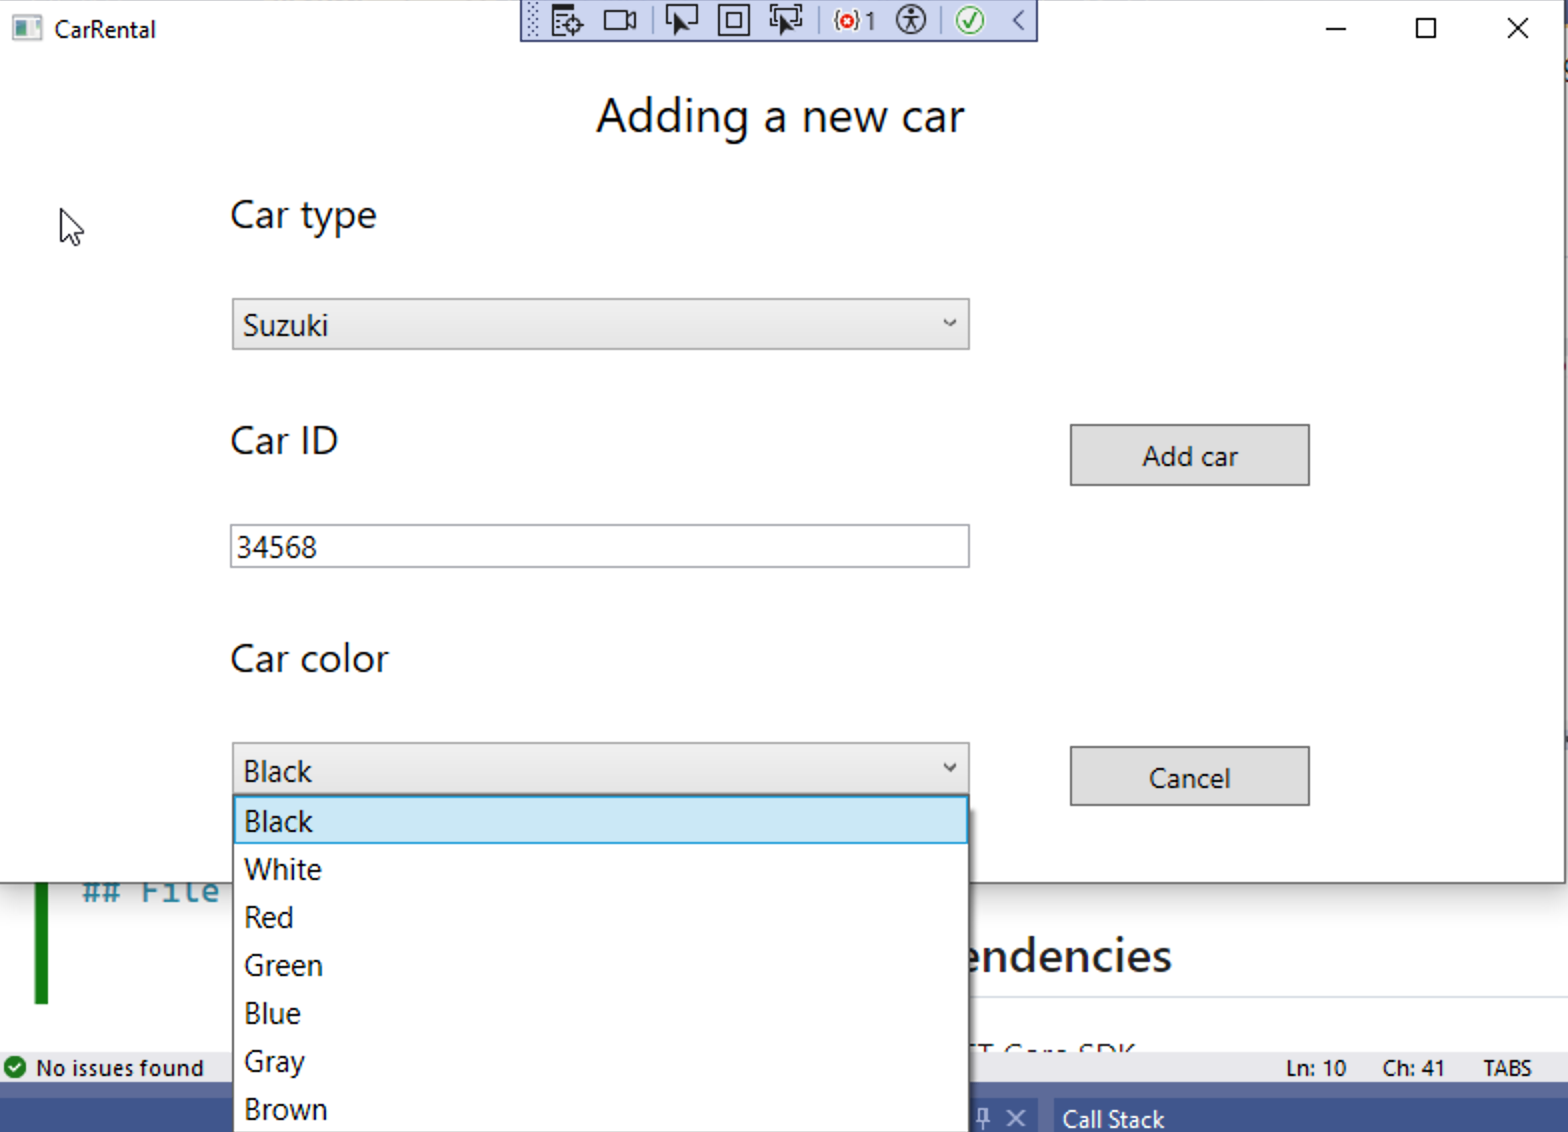 CarRental
1
Adding a new car
Car type
Suzuki
Car ID
Add car
34568
Car color
Black
Cancel
Black
White
## File
Red
Green
endencies
Blue
No issues found
Gray
Ln: 10 Ch: 41 TABS
Brown
Call Stack